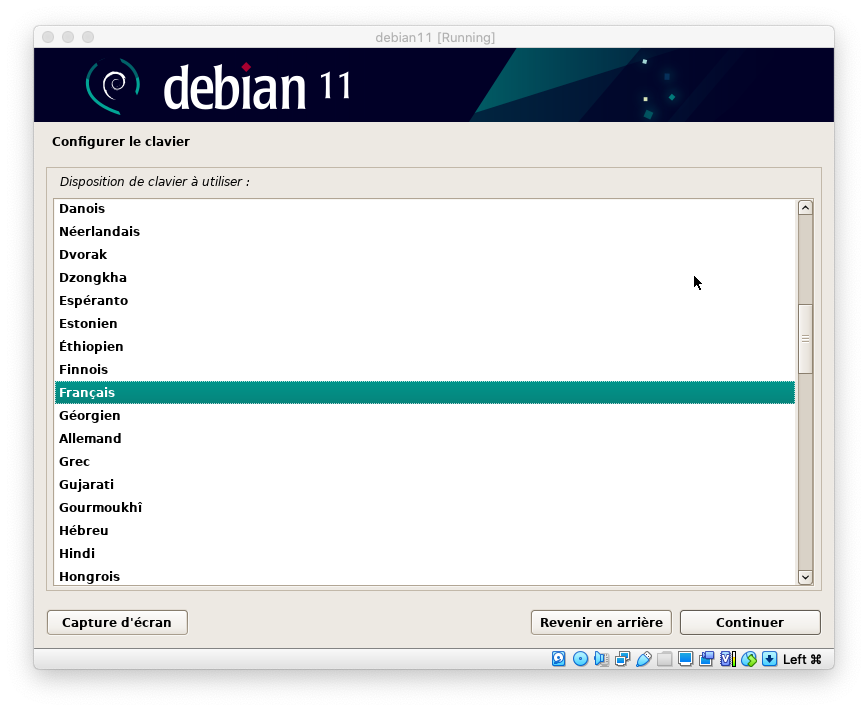 debian11 [Running]
debian 11
Configurer le clavier
Disposition de clavier à utiliser :
Danois
Néerlandais
Dvorak
Dzongkha
Espéranto
Estonien
Éthiopien
Finnois
Français
Géorgien
Allemand
Grec
Gujarati
Gourmoukhî
Hébreu
Hindi
Hongrois
Capture d'écran
Revenir en arrière
Continuer
Left ⌘